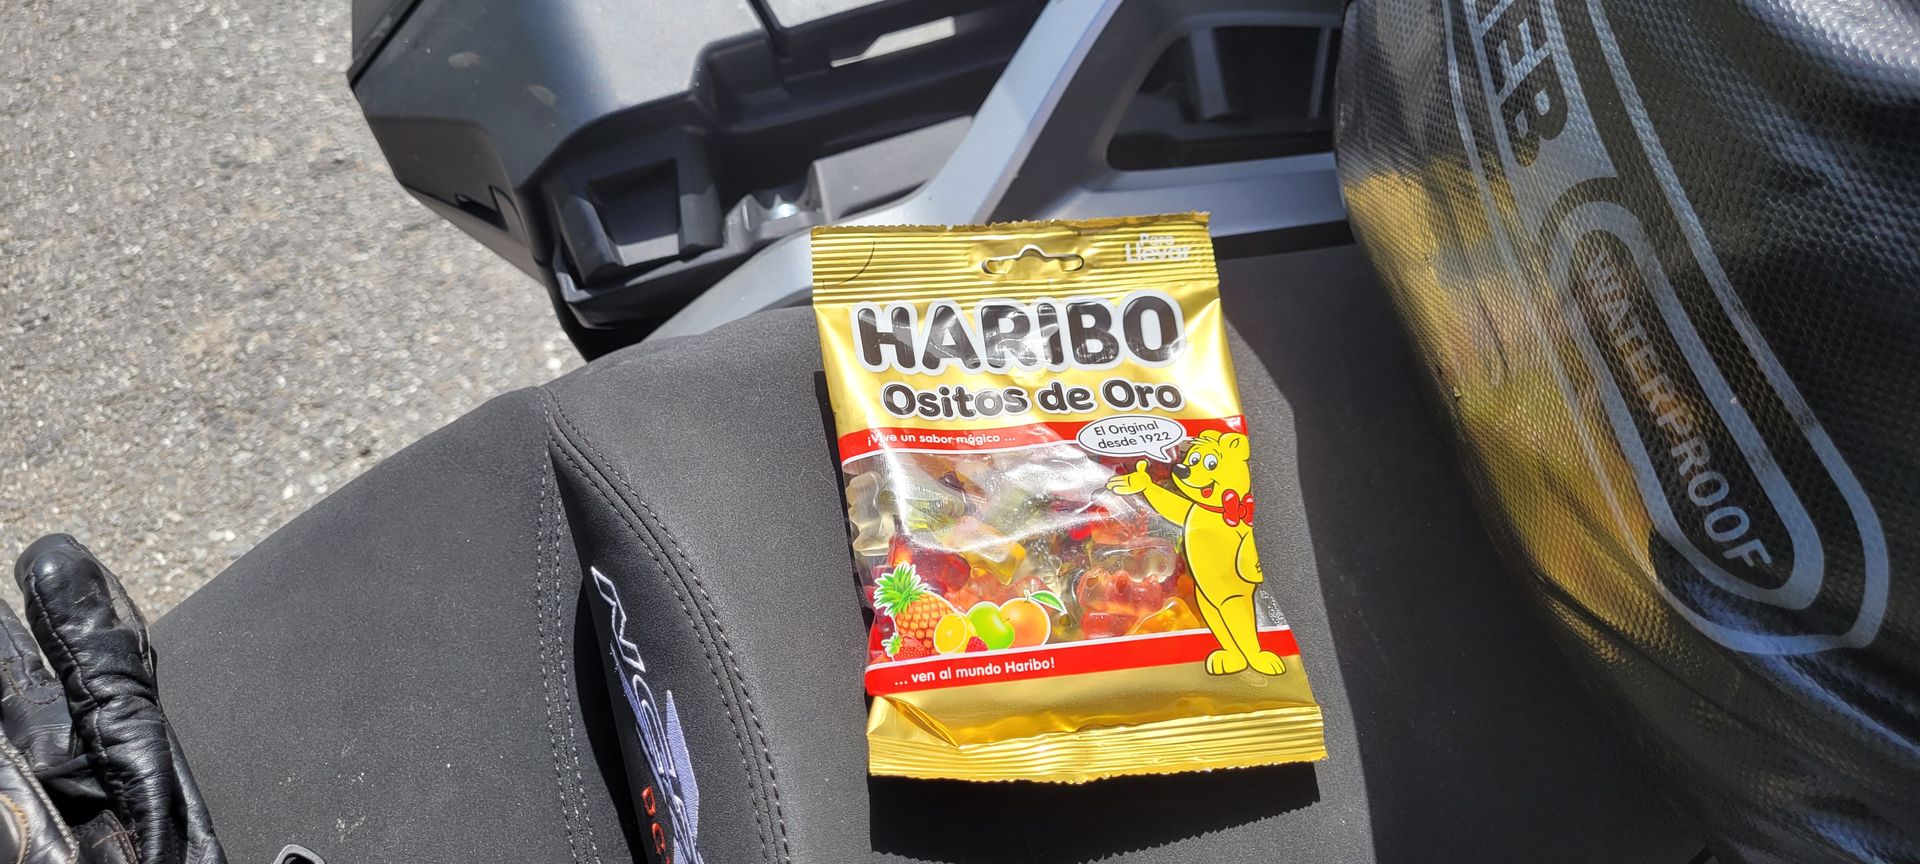 Para
Llevar
HARIBO
Ositos de Oro
¡Vive un sabor mágico ...
El Original
desde 1922
... ven al mundo Haribo!
WATERPROOF